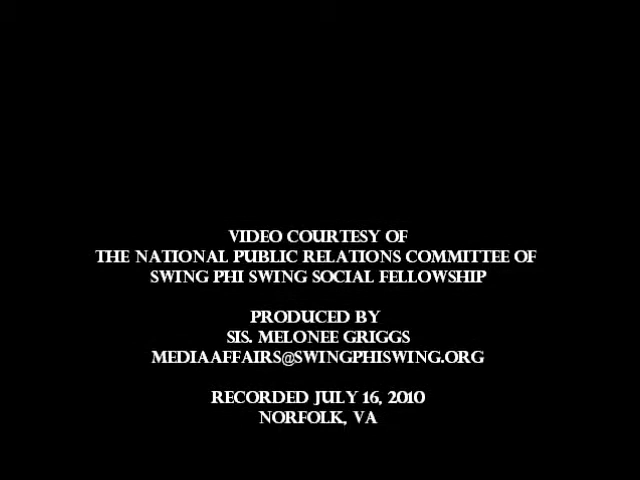 VIDEO COURTESY OF
THE NATIONAL PUBLIC RELATIONS COMMITTEE OF
SWING PHI SWING SOCIAL FELLOWSHIP
PRODUCED BY
SIS. MELONEE GRIGGS
MEDIAAFFAIRS@SWINGPHISWING.ORG
RECORDED JULY 16, 2010
NORFOLK, VA